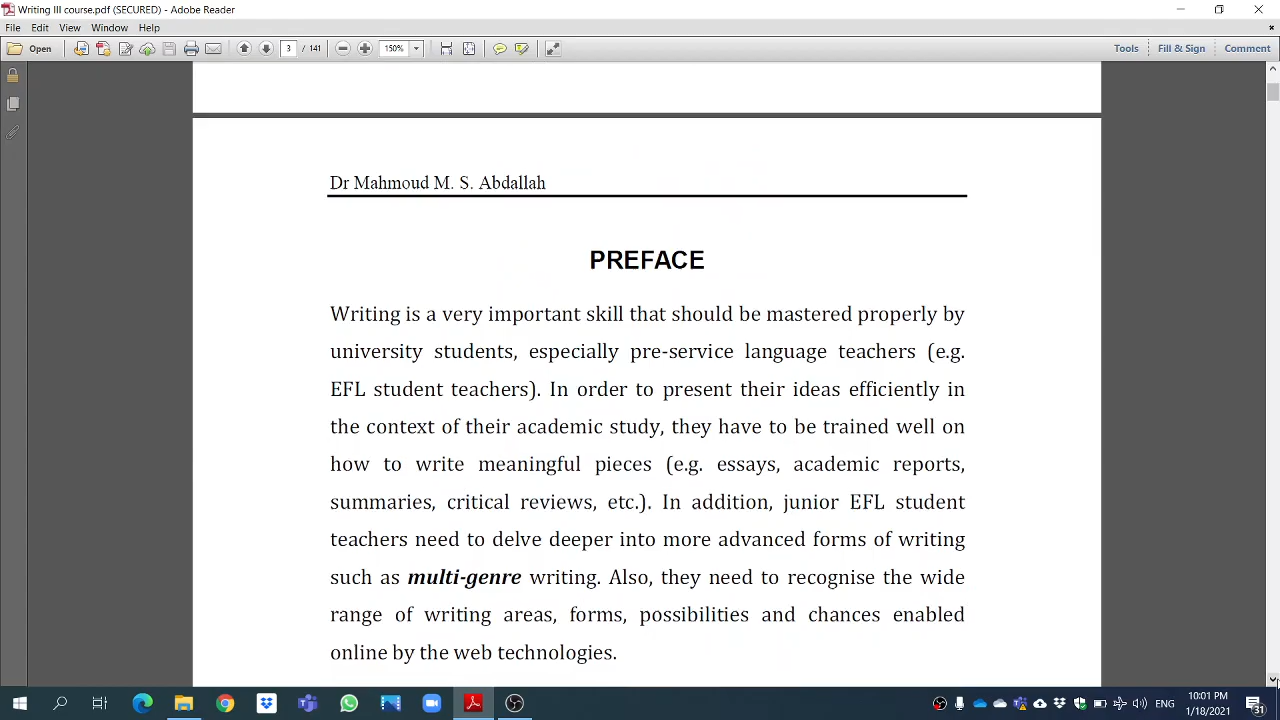 Writing III course.pdf (SECURED) - Adobe Reader
File Edit View Window Help
Open 3 / 141 150% Tools Fill & Sign Comment
Dr Mahmoud M. S. Abdallah
PREFACE
Writing is a very important skill that should be mastered properly by
university students, especially pre-service language teachers (e.g.
EFL student teachers). In order to present their ideas efficiently in
the context of their academic study, they have to be trained well on
how to write meaningful pieces (e.g. essays, academic reports,
summaries, critical reviews, etc.). In addition, junior EFL student
teachers need to delve deeper into more advanced forms of writing
such as multi-genre writing. Also, they need to recognise the wide
range of writing areas, forms, possibilities and chances enabled
online by the web technologies.
ENG
10:01 PM
1/18/2021
31